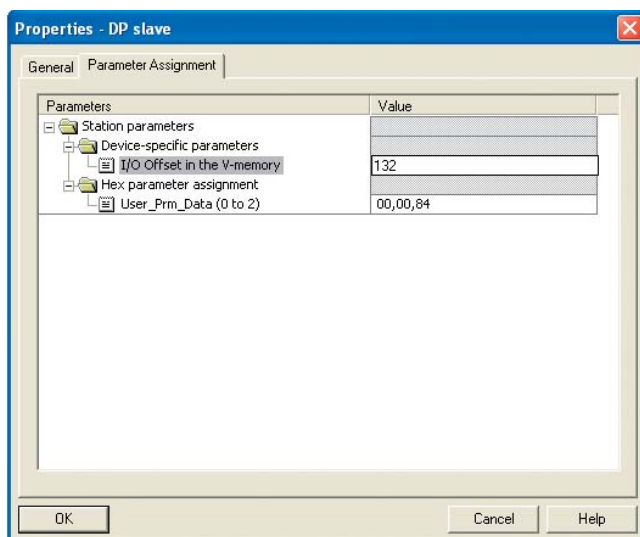 Properties - DP slave
General Parameter Assignment
Parameters Value
Station parameters
Device-specific parameters
I/O Offset in the V-memory 132
Hex parameter assignment
User_Prm_Data (0 to 2) 00,00,84
OK Cancel Help